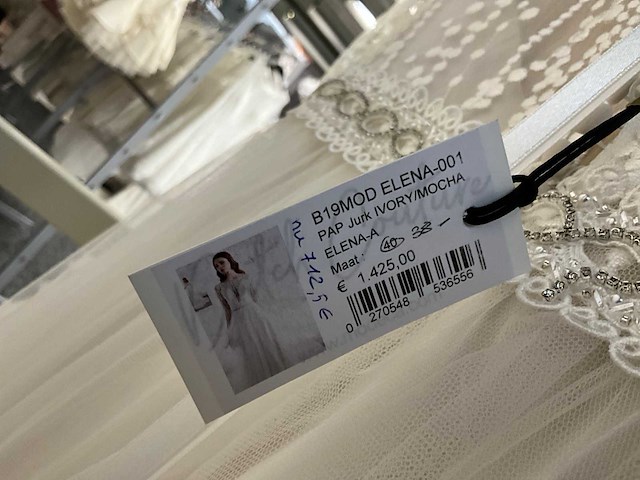 B19MOD ELENA-001
PAP Jurk IVORY/MOCHA
ELENA-A
Maat : 40 38 -
€ 1.425,00
0 270548 536556
nu 712,5€